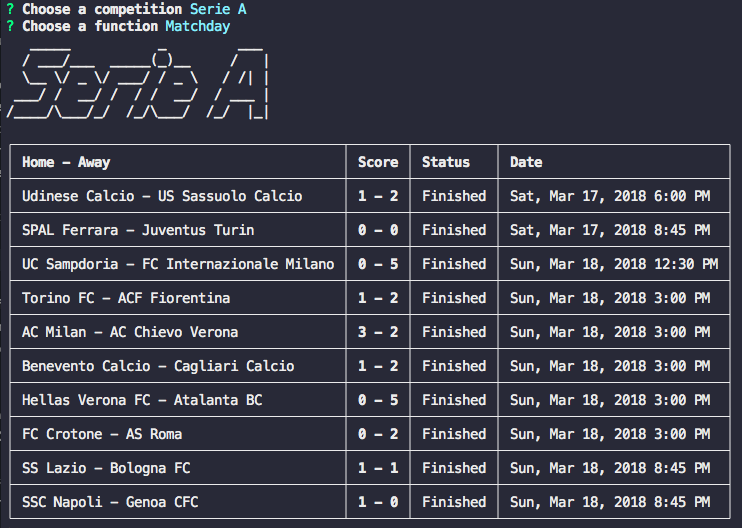 ? Choose a competition Serie A
? Choose a function Matchday
Serie A
Home – Away Score Status Date
Udinese Calcio – US Sassuolo Calcio 1 – 2 Finished Sat, Mar 17, 2018 6:00 PM
SPAL Ferrara – Juventus Turin 0 – 0 Finished Sat, Mar 17, 2018 8:45 PM
UC Sampdoria – FC Internazionale Milano 0 – 5 Finished Sun, Mar 18, 2018 12:30 PM
Torino FC – ACF Fiorentina 1 – 2 Finished Sun, Mar 18, 2018 3:00 PM
AC Milan – AC Chievo Verona 3 – 2 Finished Sun, Mar 18, 2018 3:00 PM
Benevento Calcio – Cagliari Calcio 1 – 2 Finished Sun, Mar 18, 2018 3:00 PM
Hellas Verona FC – Atalanta BC 0 – 5 Finished Sun, Mar 18, 2018 3:00 PM
FC Crotone – AS Roma 0 – 2 Finished Sun, Mar 18, 2018 3:00 PM
SS Lazio – Bologna FC 1 – 1 Finished Sun, Mar 18, 2018 8:45 PM
SSC Napoli – Genoa CFC 1 – 0 Finished Sun, Mar 18, 2018 8:45 PM